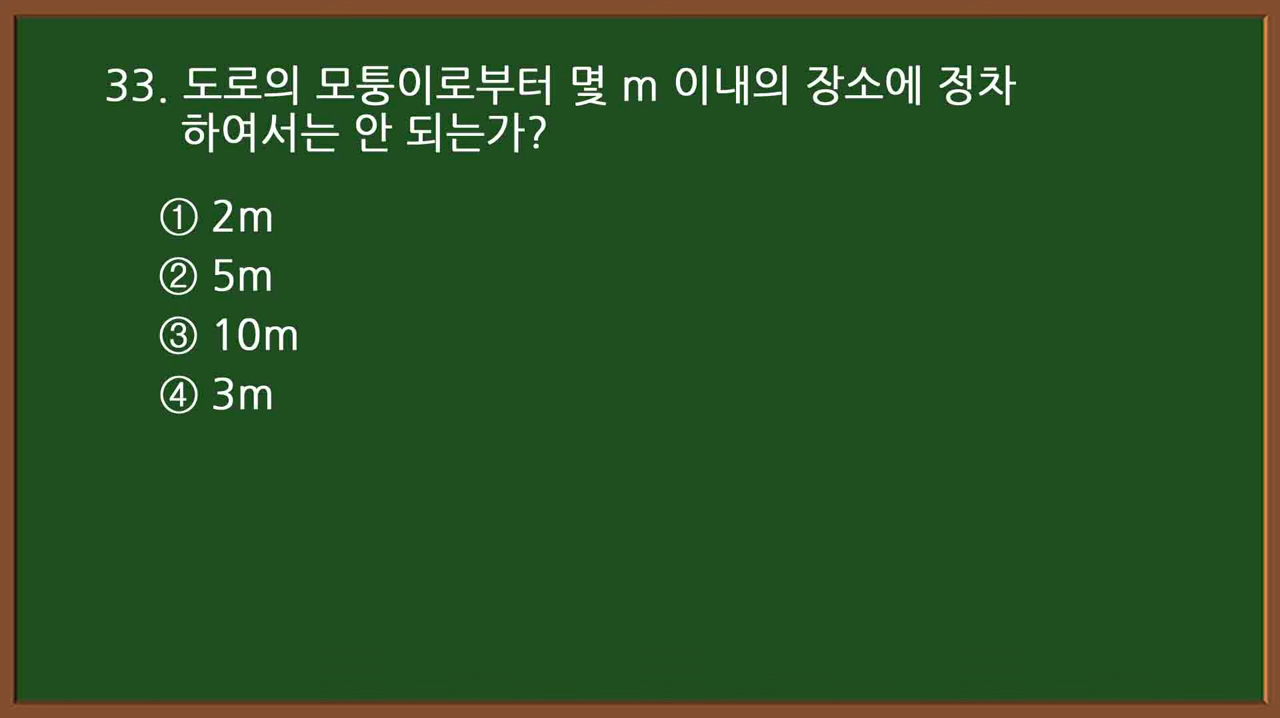 33. 도로의 모퉁이로부터 몇 m 이내의 장소에 정차
하여서는 안 되는가?
① 2m
② 5m
③ 10m
④ 3m